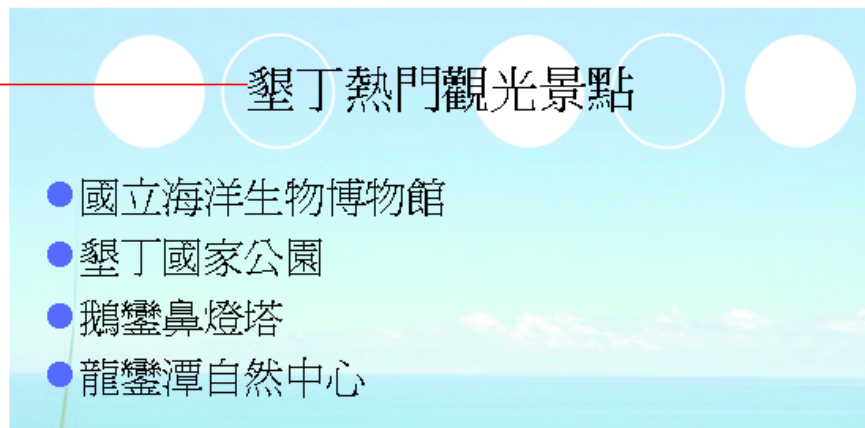 墾丁熱門觀光景點
國立海洋生物博物館
墾丁國家公園
鵝鑾鼻燈塔
龍鑾潭自然中心